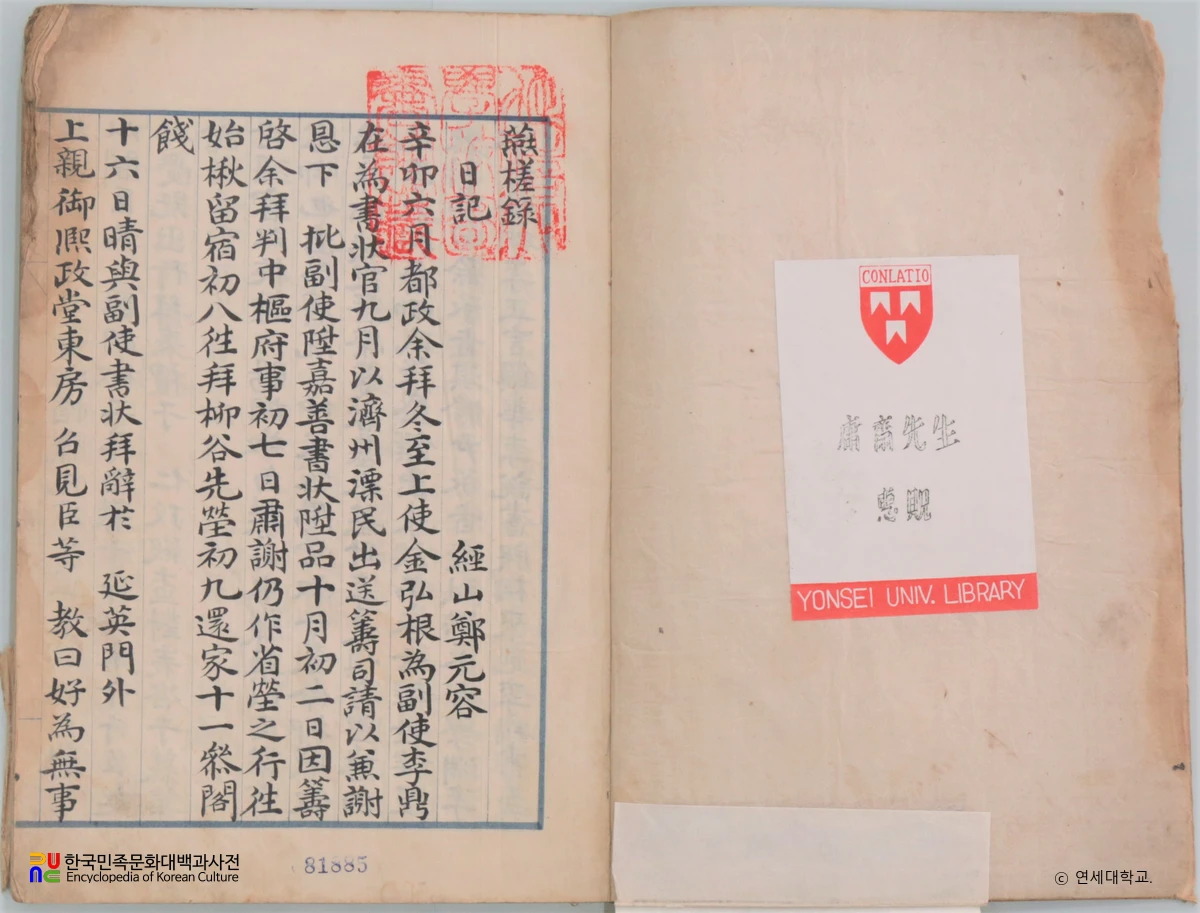 燕槎錄
日記　經山鄭元容
辛卯六月都政余拜冬至上使金弘根為副使李鼎
在為書狀官九月以濟州漂民出送籌司請以兼謝
恩下　批副使陞嘉善書狀陞品十月初二日因籌
啓余拜判中樞府事初七日肅謝仍作省塋之行徃
始楸留宿初八徃拜柳谷先塋初九還家十一叅閣
餞
十六日晴與副使書狀拜辭於　延英門外
上親御熙政堂東房　召見臣等　教曰好為無事
81885
CONLATIO
庸齋先生
惠貺
YONSEI UNIV. LIBRARY
한국민족문화대백과사전
Encyclopedia of Korean Culture
ⓒ 연세대학교.